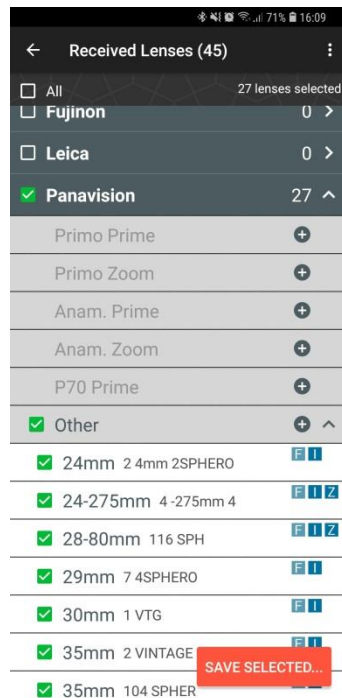 71% 16:09
Received Lenses (45)
All 27 lenses selected
Fujinon 0
Leica 0
Panavision 27
Primo Prime
Primo Zoom
Anam. Prime
Anam. Zoom
P70 Prime
Other
24mm 2 4mm 2SPHERO F I
24-275mm 4 -275mm 4 F I Z
28-80mm 116 SPH F I Z
29mm 7 4SPHERO F I
30mm 1 VTG F I
35mm 2 VINTAGE F I
SAVE SELECTED...
35mm 104 SPHER